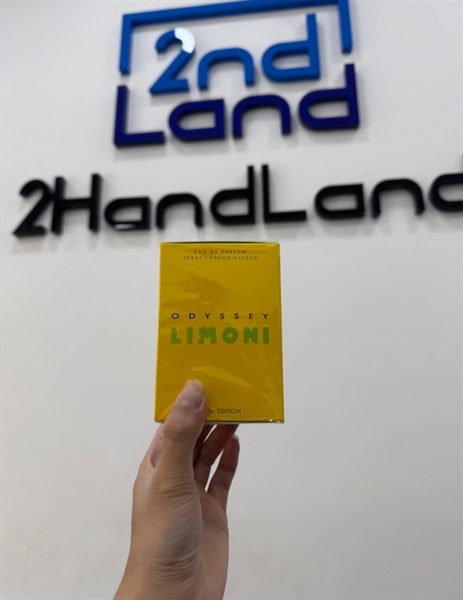 2nd
Land
2HandLand
EAU DE PARFUM
SPRAY / VAPORISATEUR
ODYSSEY
LIMONI
EDITION